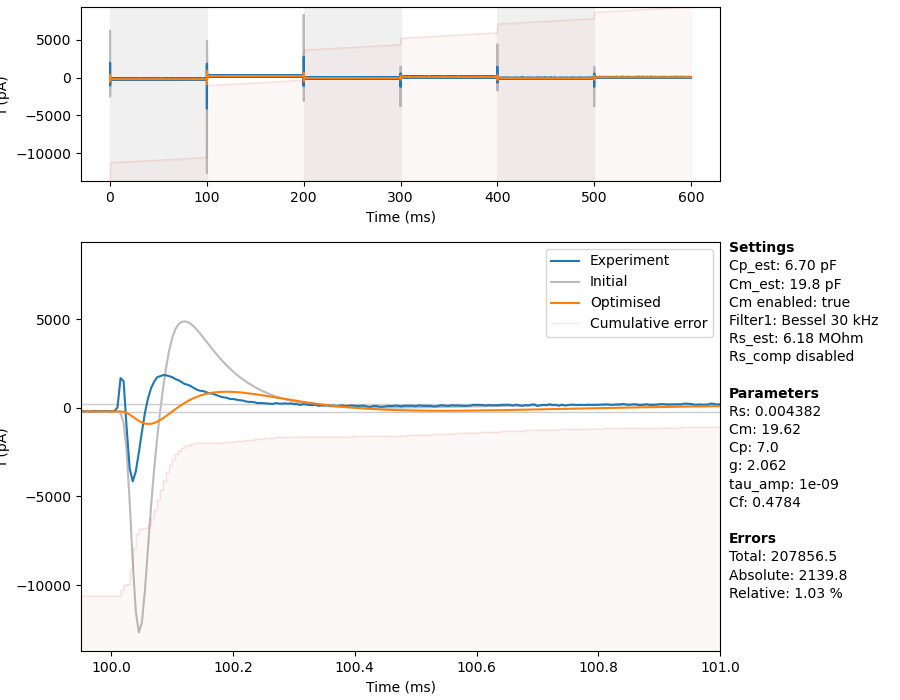 5000
0
−5000
−10000
I (pA)
0 100 200 300 400 500 600
Time (ms)
5000
0
−5000
−10000
I (pA)
100.0 100.2 100.4 100.6 100.8 101.0
Time (ms)
Experiment
Initial
Optimised
Cumulative error
Settings
Cp_est: 6.70 pF
Cm_est: 19.8 pF
Cm enabled: true
Filter1: Bessel 30 kHz
Rs_est: 6.18 MOhm
Rs_comp disabled
Parameters
Rs: 0.004382
Cm: 19.62
Cp: 7.0
g: 2.062
tau_amp: 1e-09
Cf: 0.4784
Errors
Total: 207856.5
Absolute: 2139.8
Relative: 1.03 %